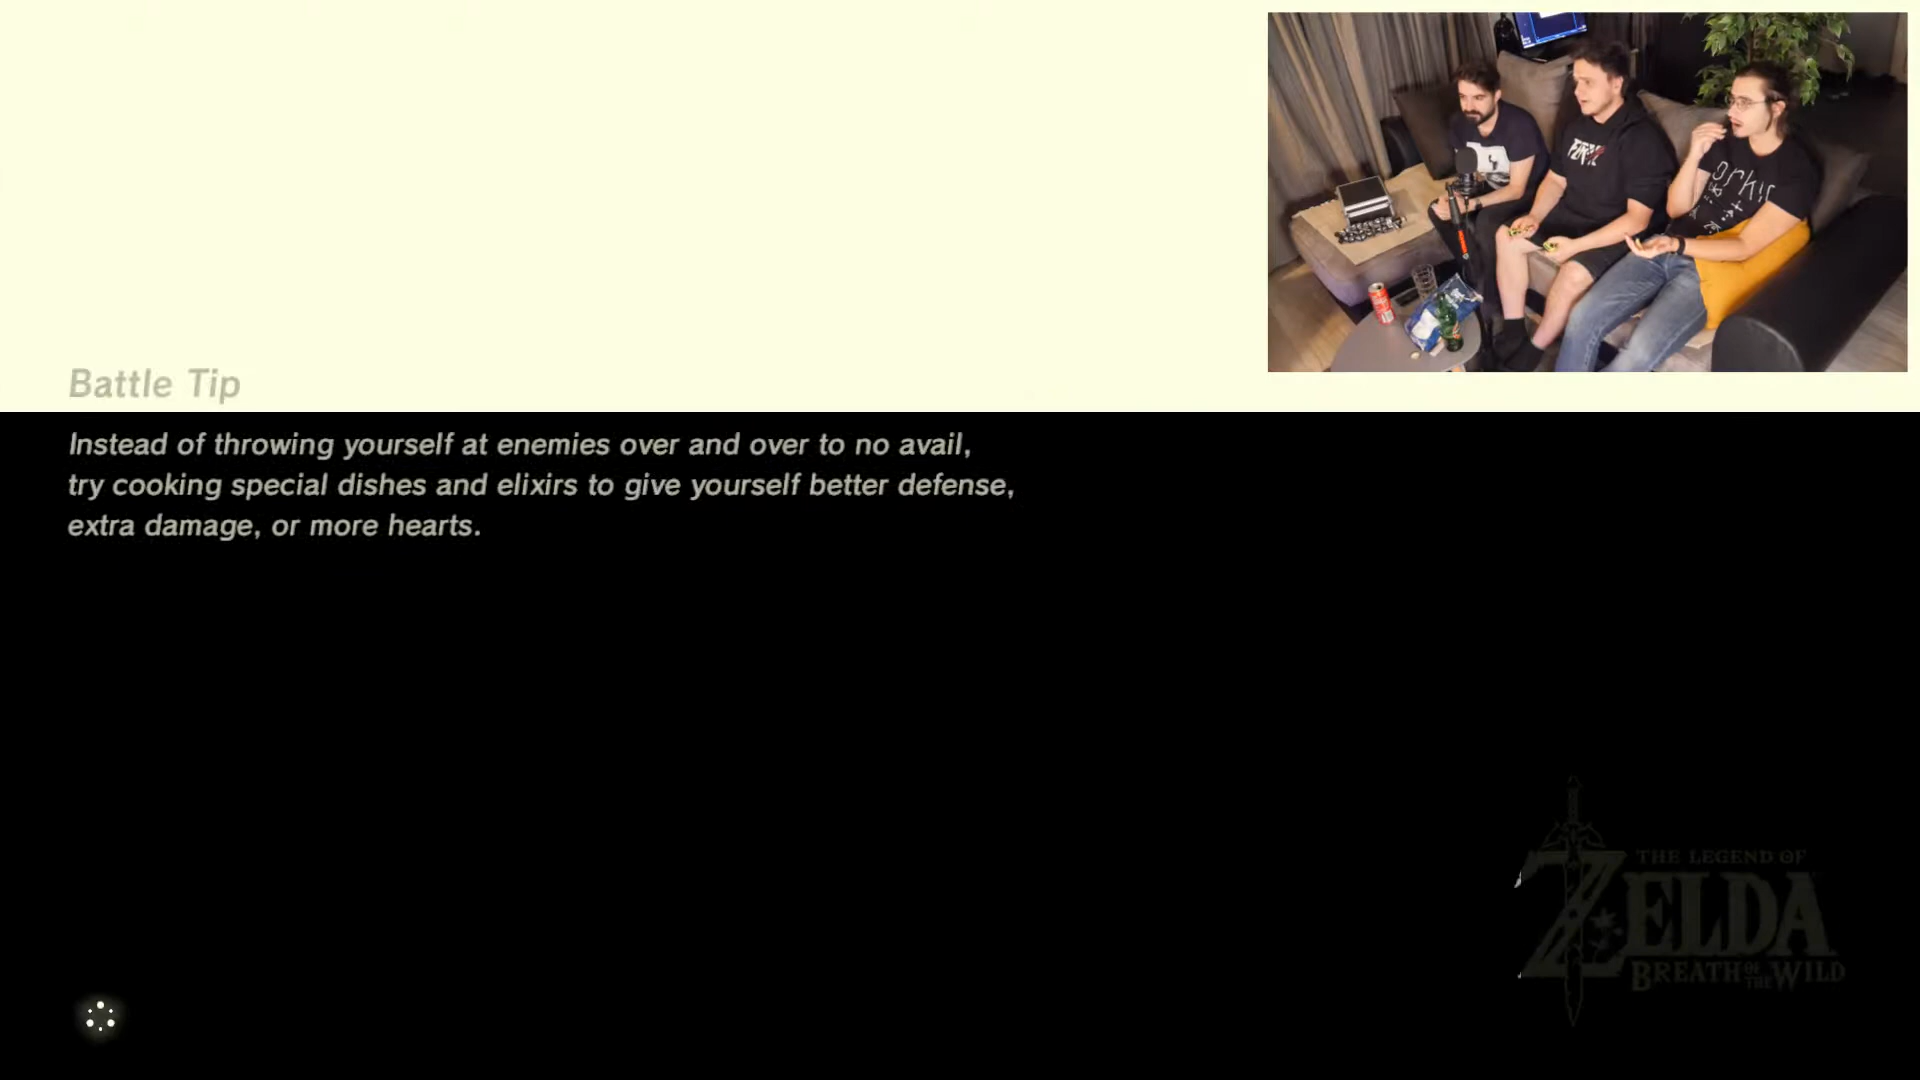 Battle Tip
Instead of throwing yourself at enemies over and over to no avail,
try cooking special dishes and elixirs to give yourself better defense,
extra damage, or more hearts.
THE LEGEND OF
ZELDA
BREATH OF THE WILD